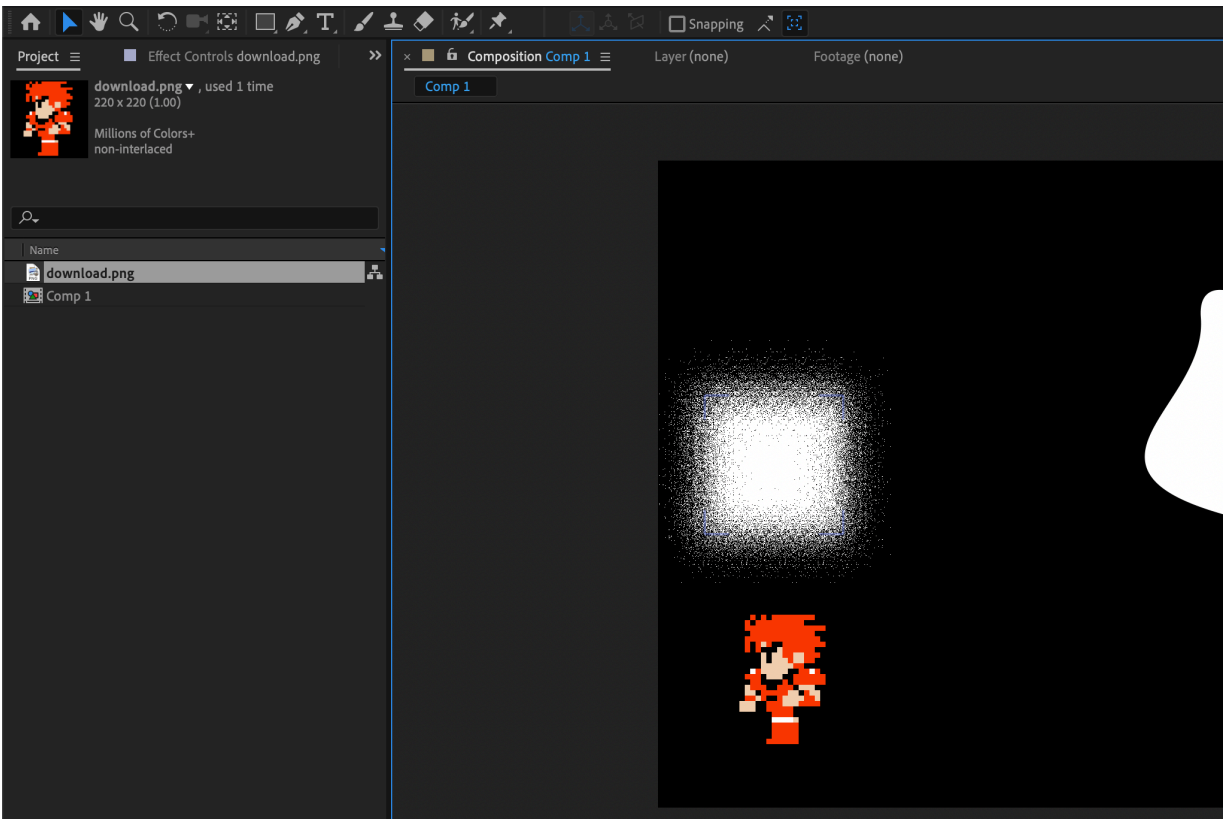 Snapping
Project
Effect Controls download.png
Composition Comp 1
Layer (none)
Footage (none)
Comp 1
download.png , used 1 time
220 x 220 (1.00)
Millions of Colors+
non-interlaced
Name
download.png
Comp 1